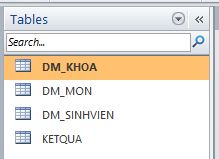 Tables
Search...
DM_KHOA
DM_MON
DM_SINHVIEN
KETQUA